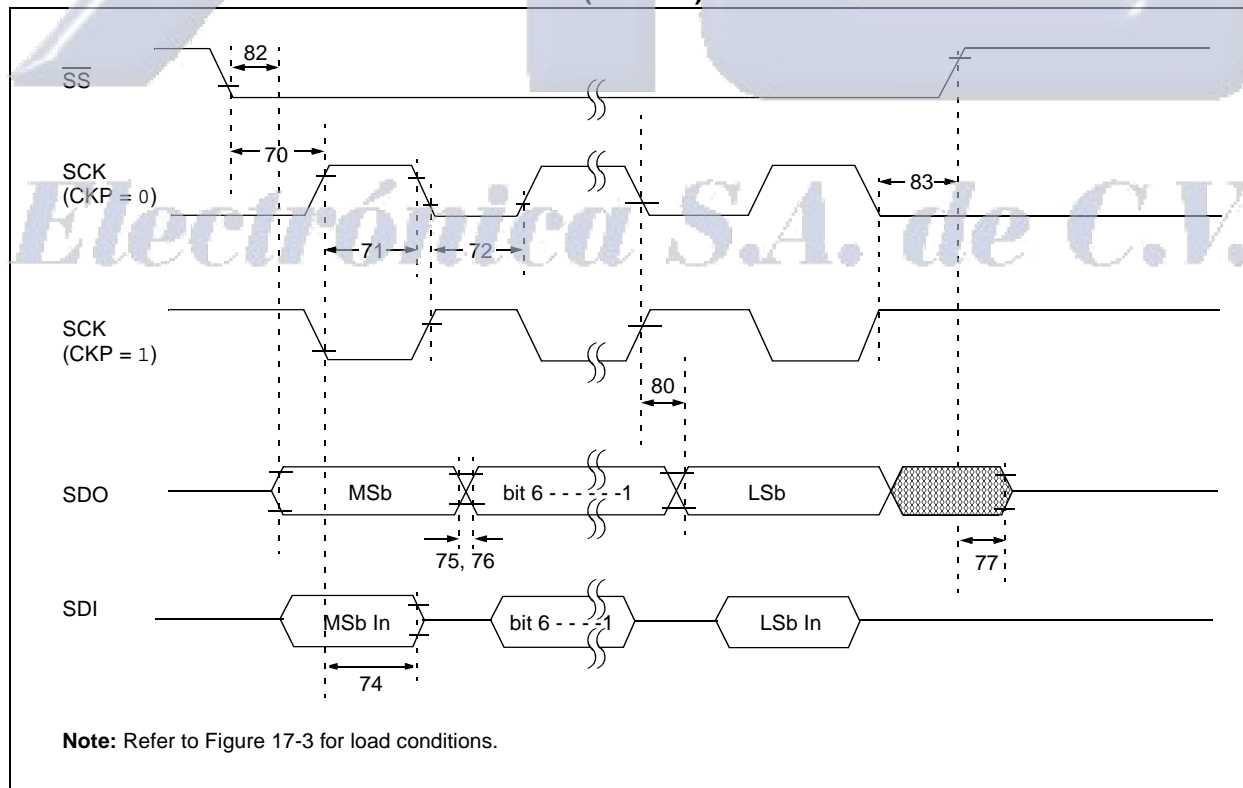 82
SS
70
SCK
(CKP = 0)
83
71
72
Electrónica S.A. de C.V.
SCK
(CKP = 1)
80
SDO
MSb
bit 6 - - - - - -1
LSb
75, 76
77
SDI
MSb In
bit 6 - - - -1
LSb In
74
Note: Refer to Figure 17-3 for load conditions.